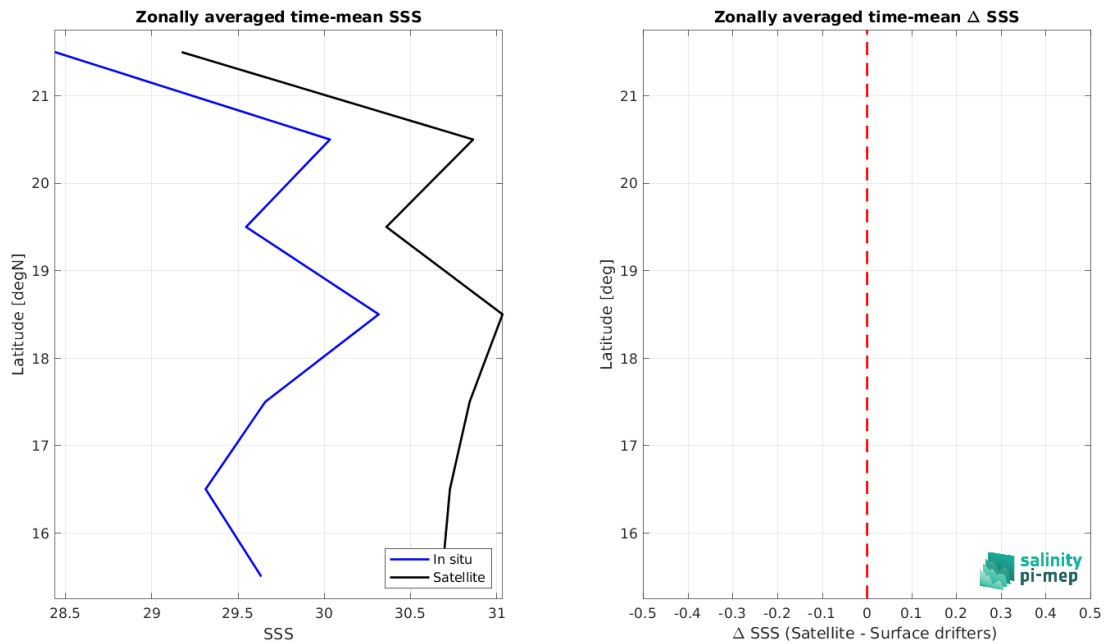 Zonally averaged time-mean SSS
21
20
19
18
17
16
Latitude [degN]
28.5 29 29.5 30 30.5 31
SSS
In situ
Satellite
Zonally averaged time-mean Δ SSS
21
20
19
18
17
16
Latitude [deg]
-0.5 -0.4 -0.3 -0.2 -0.1 0 0.1 0.2 0.3 0.4 0.5
Δ SSS (Satellite - Surface drifters)
salinity
pi-mep